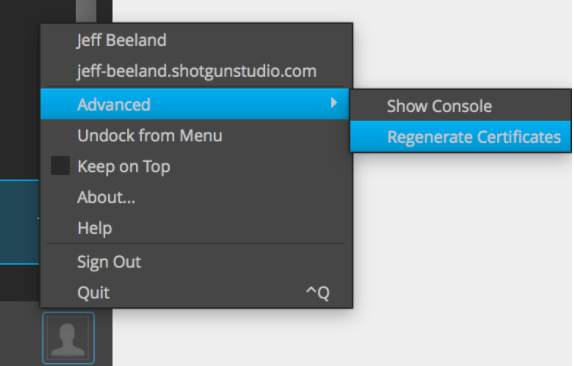 Jeff Beeland
jeff-beeland.shotgunstudio.com
Advanced
Show Console
Undock from Menu
Regenerate Certificates
Keep on Top
About...
Help
Sign Out
Quit ^Q